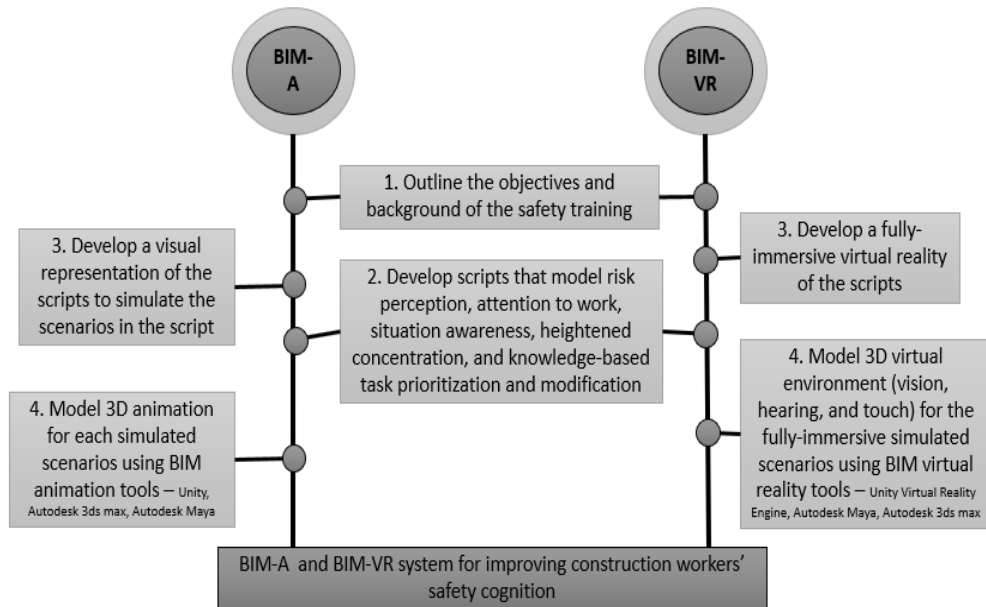 BIM-
A
BIM-
VR
1. Outline the objectives and
background of the safety training
3. Develop a visual
representation of the
scripts to simulate the
scenarios in the script
3. Develop a fully-
immersive virtual reality
of the scripts
2. Develop scripts that model risk
perception, attention to work,
situation awareness, heightened
concentration, and knowledge-based
task prioritization and modification
4. Model 3D animation
for each simulated
scenarios using BIM
animation tools – Unity,
Autodesk 3ds max, Autodesk Maya
4. Model 3D virtual
environment (vision,
hearing, and touch) for the
fully-immersive simulated
scenarios using BIM virtual
reality tools – Unity Virtual Reality
Engine, Autodesk Maya, Autodesk 3ds max
BIM-A and BIM-VR system for improving construction workers’
safety cognition